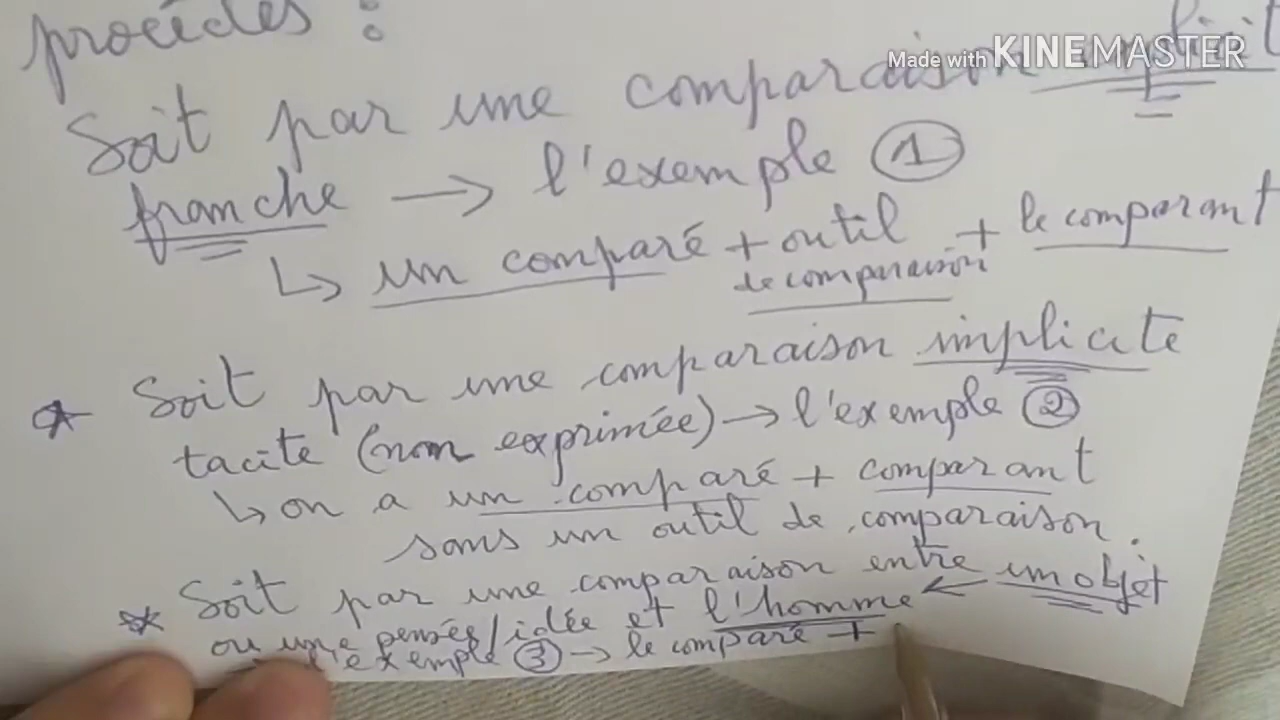 procédés :
Made with KINEMASTER
Soit par une comparaison implicit
franche → l'exemple ①
↳ un comparé + outil de comparaison + le comparant
* Soit par une comparaison implicite
tacite (non exprimée) → l'exemple ②
↳ on a un comparé + comparant
sans un outil de comparaison.
* Soit par une comparaison entre un objet
ou une pensée/idée et l'homme ←
l'exemple ③ → le comparé +